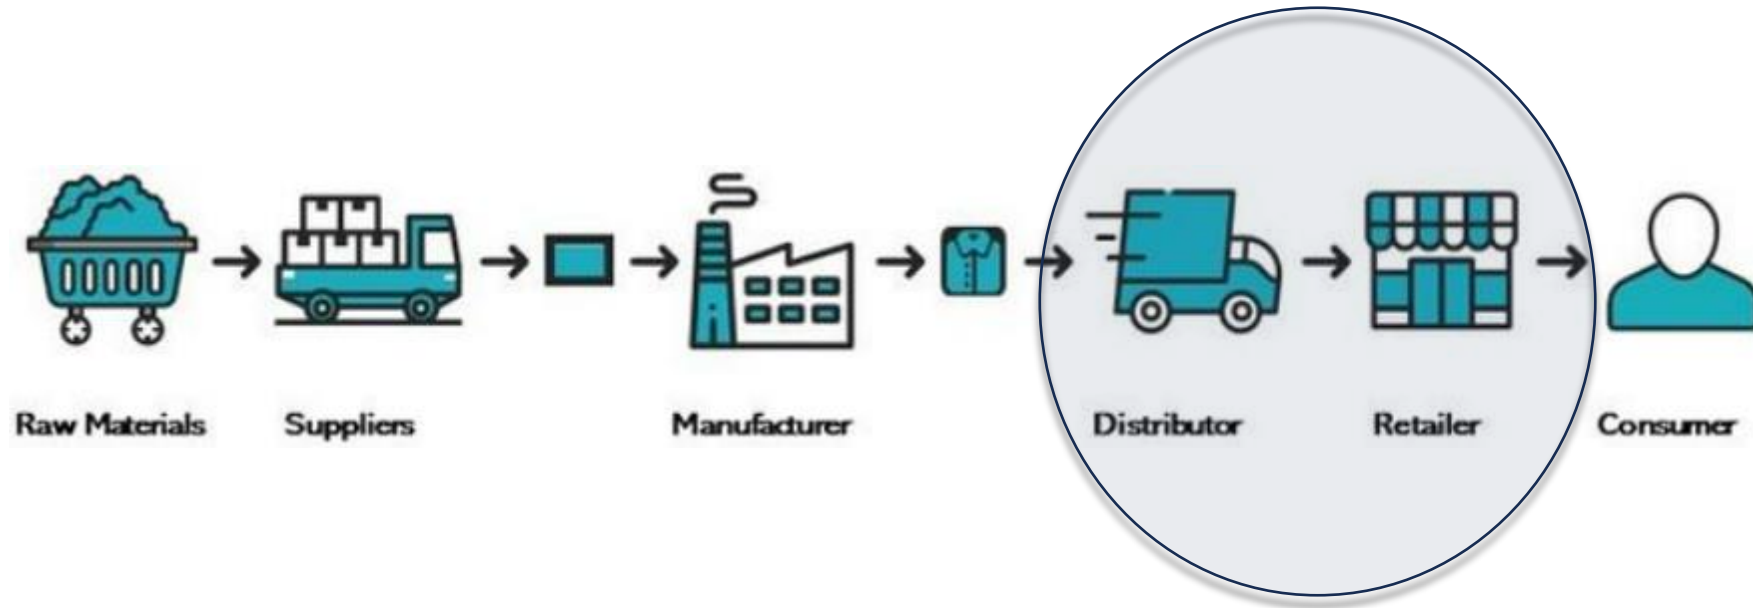 Raw Materials
Suppliers
Manufacturer
Distributor
Retailer
Consumer